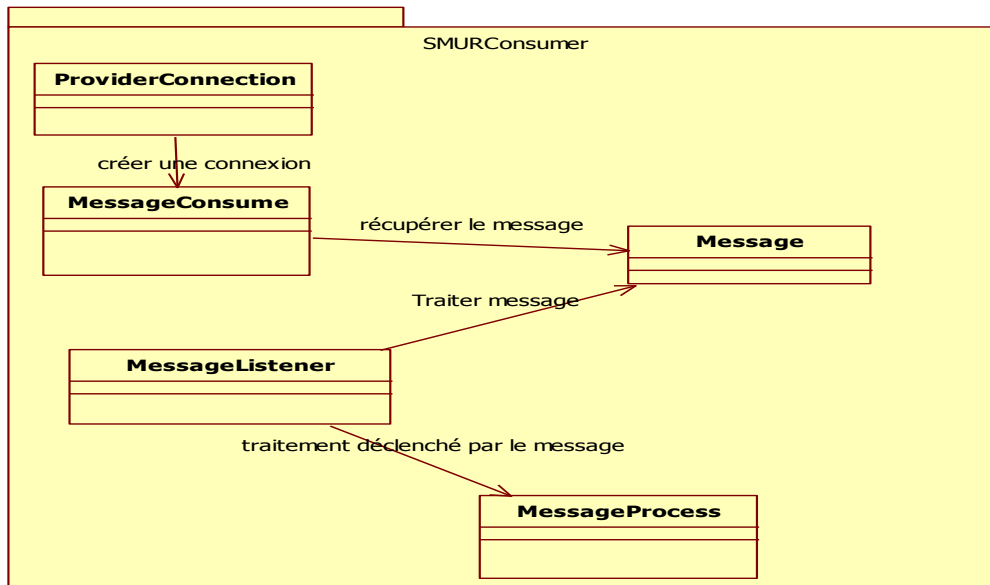 SMURConsumer
ProviderConnection
créer une connexion
MessageConsume
récupérer le message
Message
Traiter message
MessageListener
traitement déclenché par le message
MessageProcess